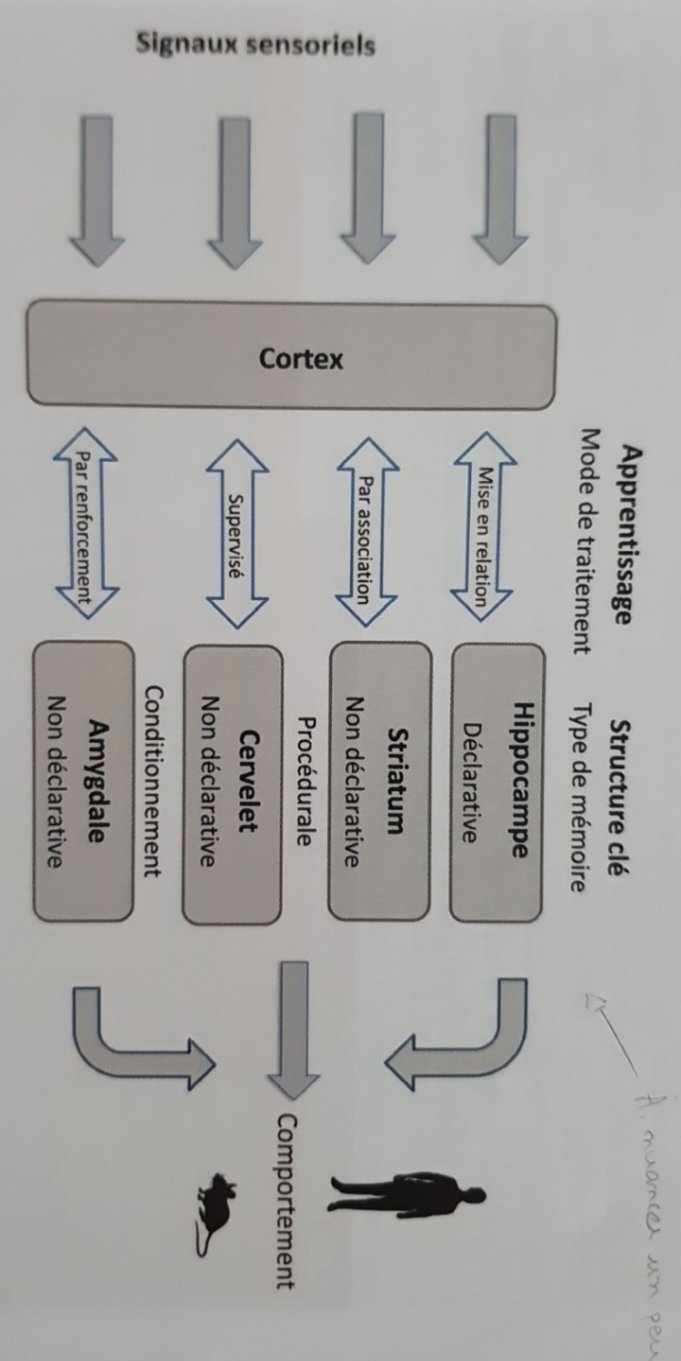 Signaux sensoriels
Cortex
Apprentissage
Mode de traitement
Structure clé
Type de mémoire
Mise en relation
Hippocampe
Déclarative
Par association
Striatum
Non déclarative
Procédurale
Supervisé
Cervelet
Non déclarative
Conditionnement
Par renforcement
Amygdale
Non déclarative
Comportement
A nuancer un peu